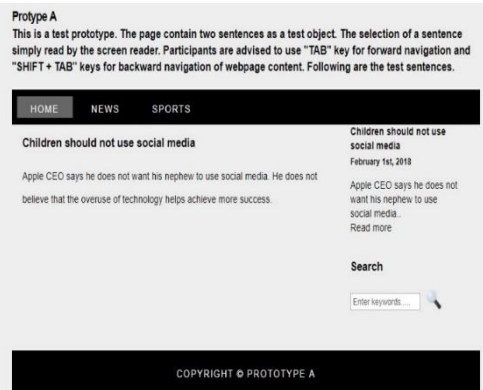 Protype A
This is a test prototype. The page contain two sentences as a test object. The selection of a sentence
simply read by the screen reader. Participants are advised to use "TAB" key for forward navigation and
"SHIFT + TAB" keys for backward navigation of webpage content. Following are the test sentences.
HOME NEWS SPORTS
Children should not use social media
Apple CEO says he does not want his nephew to use social media. He does not
believe that the overuse of technology helps achieve more success.
Children should not use
social media
February 1st, 2018
Apple CEO says he does not
want his nephew to use
social media..
Read more
Search
Enter keywords.....
COPYRIGHT © PROTOTYPE A